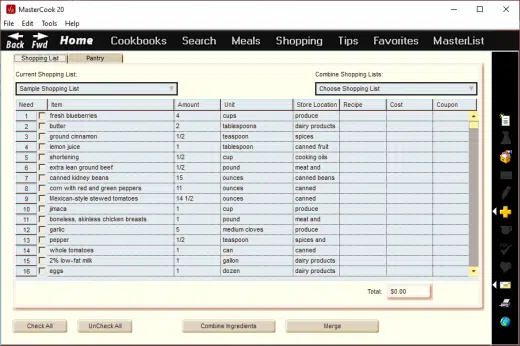 MasterCook 20
File Edit Tools Help
Back Fwd Home Cookbooks Search Meals Shopping Tips Favorites MasterList
Shopping List Pantry
Current Shopping List: Combine Shopping Lists:
Sample Shopping List Choose Shopping List
Need Item Amount Unit Store Location Recipe Cost Coupon
1 fresh blueberries 4 cups produce
2 butter 2 tablespoons dairy products
3 ground cinnamon 1/2 teaspoon spices
4 lemon juice 1 tablespoon canned fruit
5 shortening 1/2 cup cooking oils
6 extra lean ground beef 1/2 pound meat and
7 canned kidney beans 15 ounces canned beans
8 corn with red and green peppers 11 ounces canned
9 Mexican-style stewed tomatoes 14 1/2 ounces canned
10 jimaca 1 cup produce
11 boneless, skinless chicken breasts 1 pound meat and
12 garlic 5 medium cloves produce
13 pepper 1/2 teaspoon spices and
14 whole tomatoes 1 can canned
15 2% low-fat milk 1 gallon dairy products
16 eggs 1 dozen dairy products
Total: $0.00
Check All UnCheck All Combine Ingredients Merge